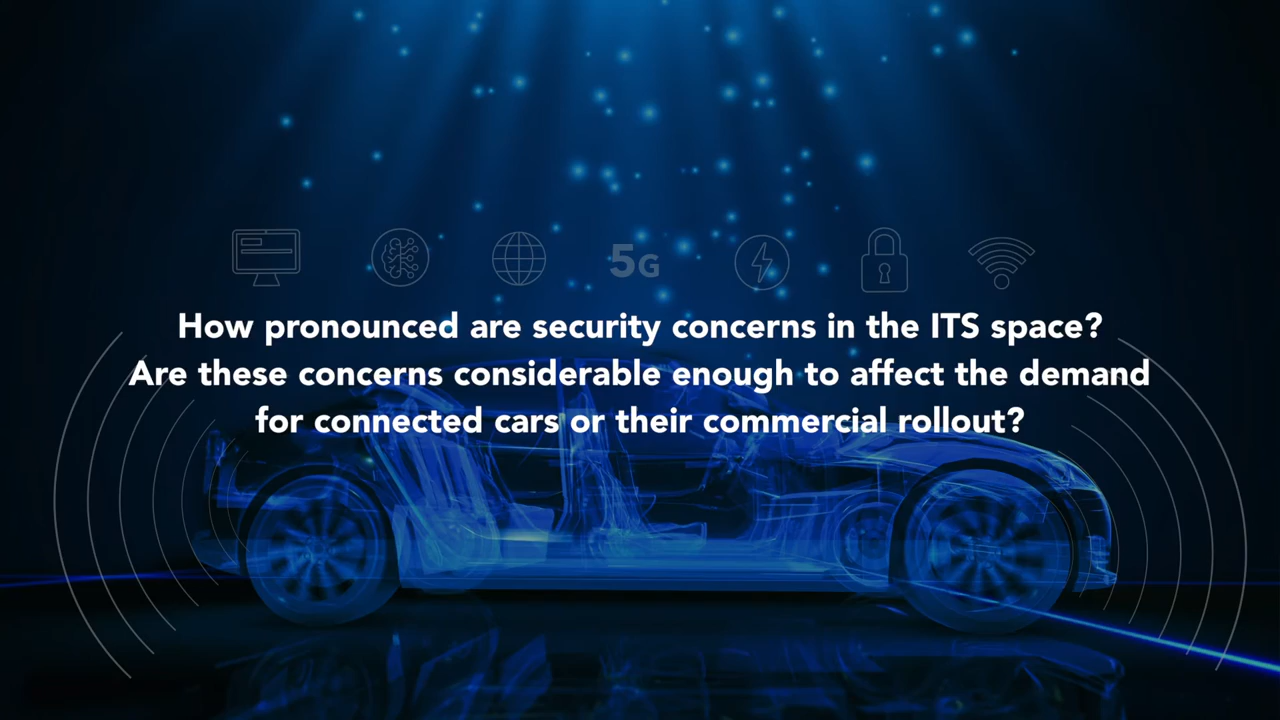 5G
How pronounced are security concerns in the ITS space?
Are these concerns considerable enough to affect the demand
for connected cars or their commercial rollout?